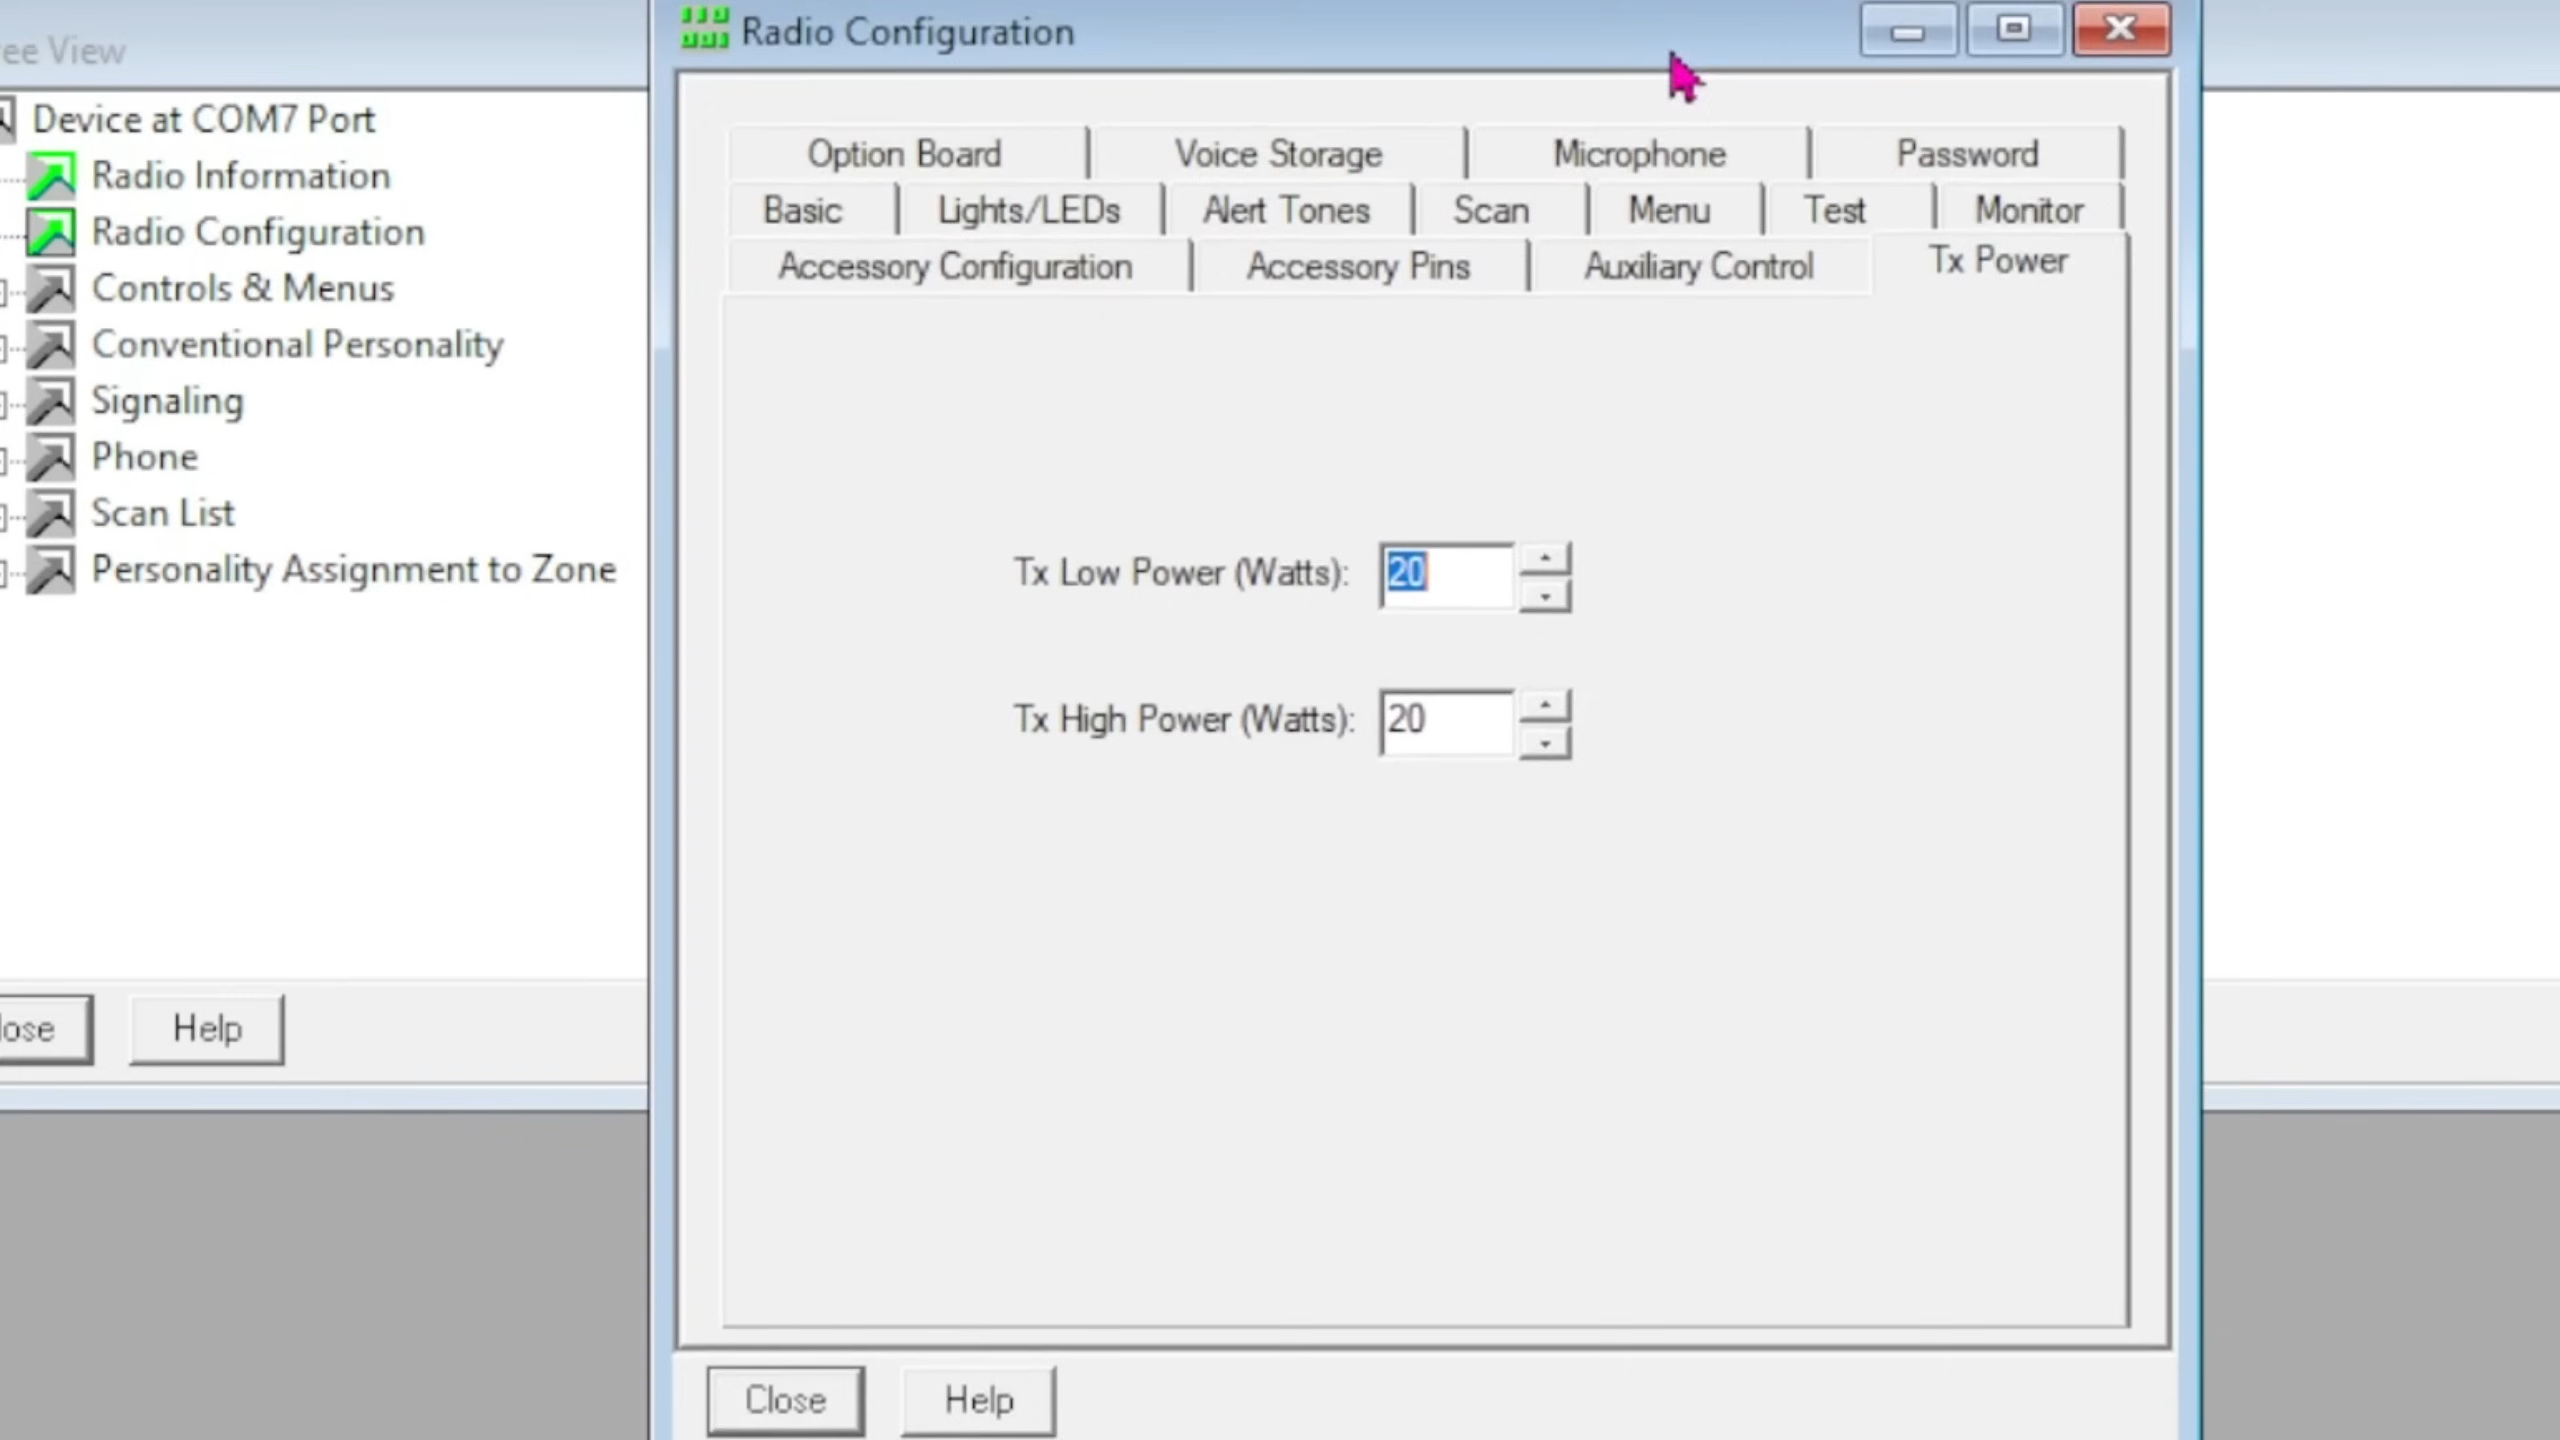 ee View
Device at COM7 Port
Radio Information
Radio Configuration
Controls & Menus
Conventional Personality
Signaling
Phone
Scan List
Personality Assignment to Zone
lose
Help
Radio Configuration
Option Board
Voice Storage
Microphone
Password
Basic
Lights/LEDs
Alert Tones
Scan
Menu
Test
Monitor
Accessory Configuration
Accessory Pins
Auxiliary Control
Tx Power
Tx Low Power (Watts): 20
Tx High Power (Watts): 20
Close
Help